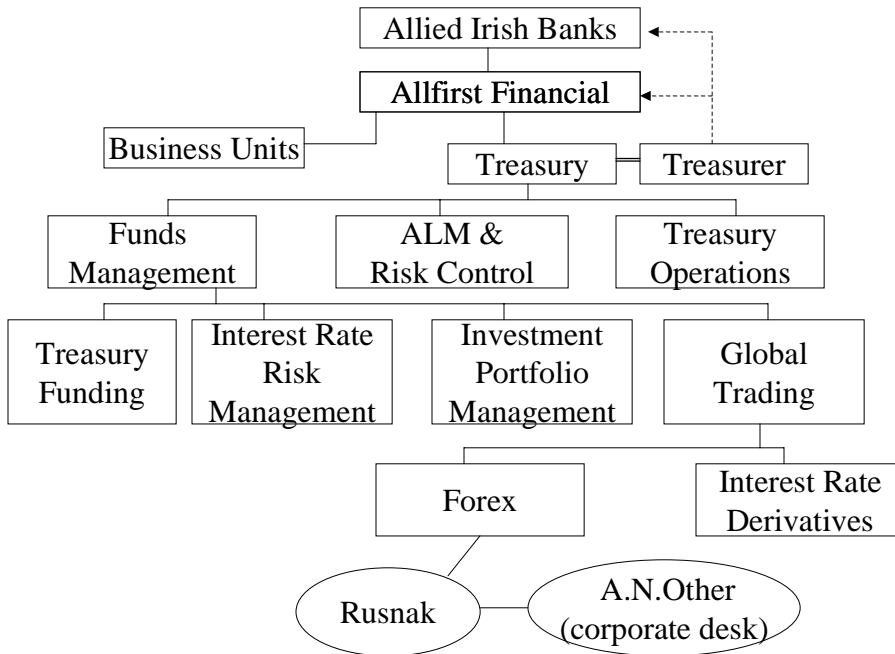 Allied Irish Banks
Allfirst Financial
Business Units
Treasury
Treasurer
Funds
Management
ALM &
Risk Control
Treasury
Operations
Treasury
Funding
Interest Rate
Risk
Management
Investment
Portfolio
Management
Global
Trading
Forex
Interest Rate
Derivatives
Rusnak
A.N.Other
(corporate desk)